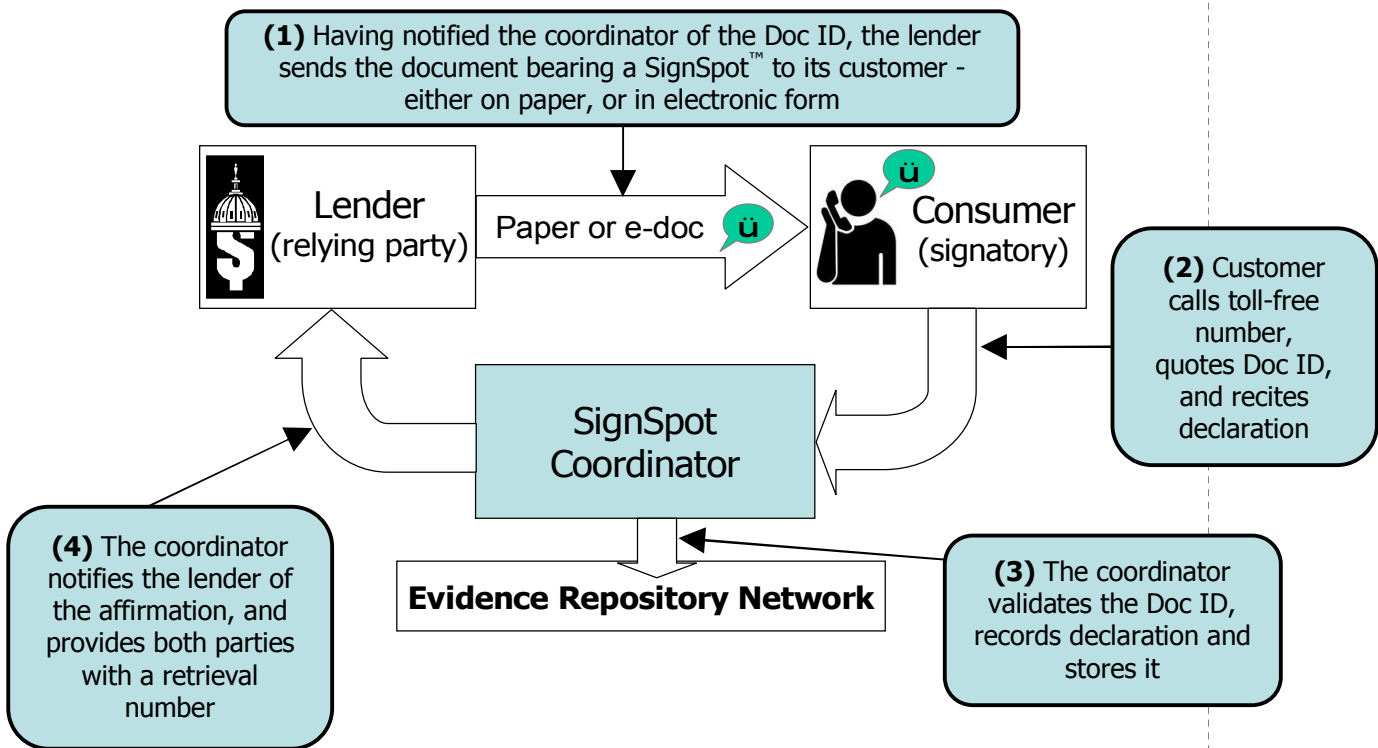 (1) Having notified the coordinator of the Doc ID, the lender
sends the document bearing a SignSpot™ to its customer -
either on paper, or in electronic form
Lender
(relying party)
Paper or e-doc
ü
ü
Consumer
(signatory)
(2) Customer
calls toll-free
number,
quotes Doc ID,
and recites
declaration
SignSpot
Coordinator
(4) The coordinator
notifies the lender of
the affirmation, and
provides both parties
with a retrieval
number
Evidence Repository Network
(3) The coordinator
validates the Doc ID,
records declaration and
stores it